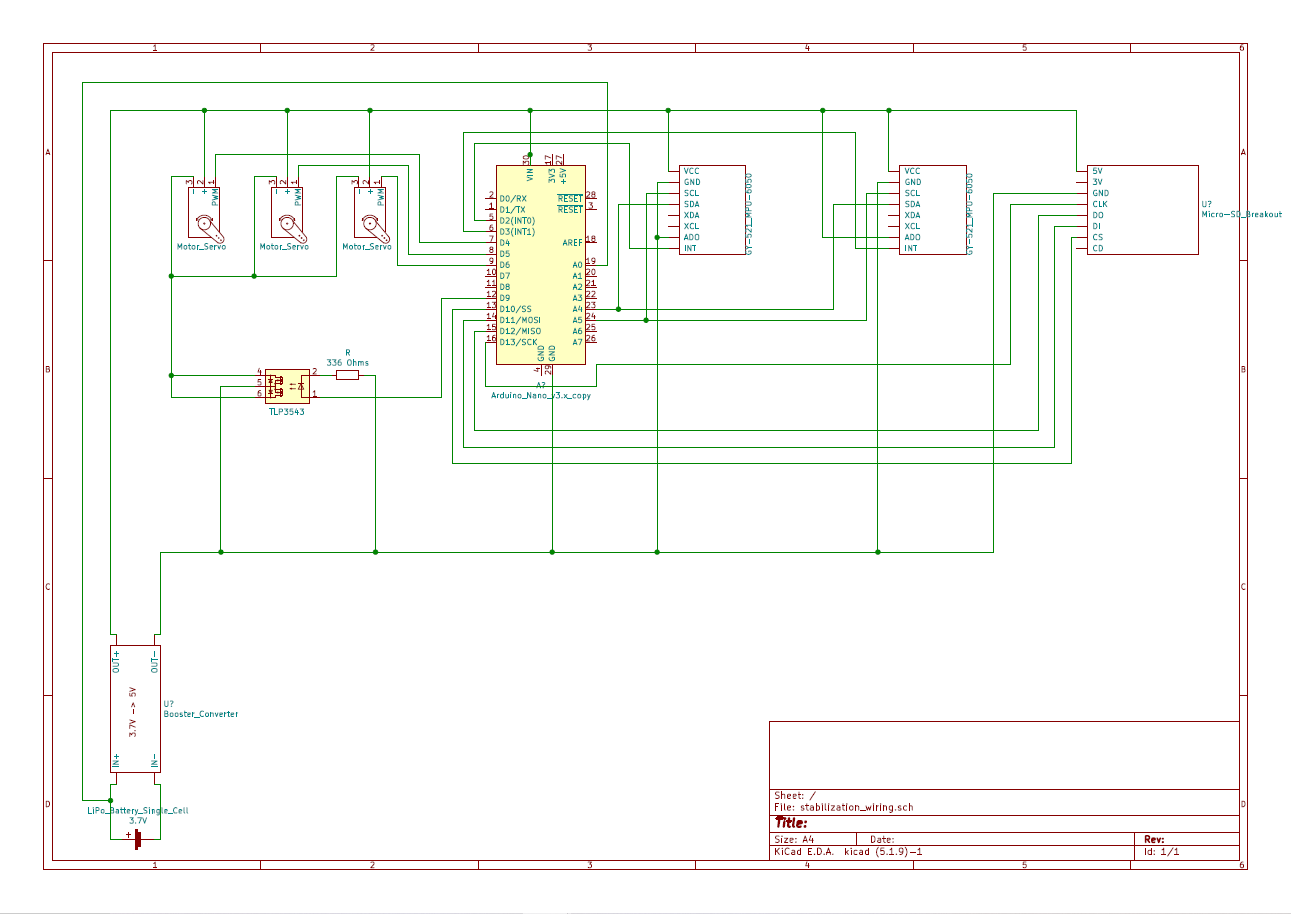 1 2 3 4 5 6
A A
B B
C C
D D
3 2 1
- +
PWM
Motor_Servo
3 2 1
- +
PWM
Motor_Servo
3 2 1
- +
PWM
Motor_Servo
30 17 27
VIN 3V3 +5V
2 D0/RX
1 D1/TX
5 D2(INT0)
6 D3(INT1)
7 D4
8 D5
9 D6
10 D7
11 D8
12 D9
13 D10/SS
14 D11/MOSI
15 D12/MISO
16 D13/SCK
RESET 28
RESET 3
AREF 18
A0 19
A1 20
A2 21
A3 22
A4 23
A5 24
A6 25
A7 26
GND GND
4 29
A?
Arduino_Nano_v3.x_copy
VCC
GND
SCL
SDA
XDA
XCL
ADO
INT
GY-521_MPU-6050
VCC
GND
SCL
SDA
XDA
XCL
ADO
INT
GY-521_MPU-6050
5V
3V
GND
CLK
DO
DI
CS
CD
U?
Micro-SD_Breakout
R
336 Ohms
4 2
5
6 1
TLP3543
OUT+ OUT-
3.7V --> 5V
IN+ IN-
U?
Booster_Converter
LiPo_Battery_Single_Cell
3.7V
+
Sheet: /
File: stabilization_wiring.sch
Title:
Size: A4 Date: Rev:
KiCad E.D.A. kicad (5.1.9)-1 Id: 1/1
1 2 3 4 5 6